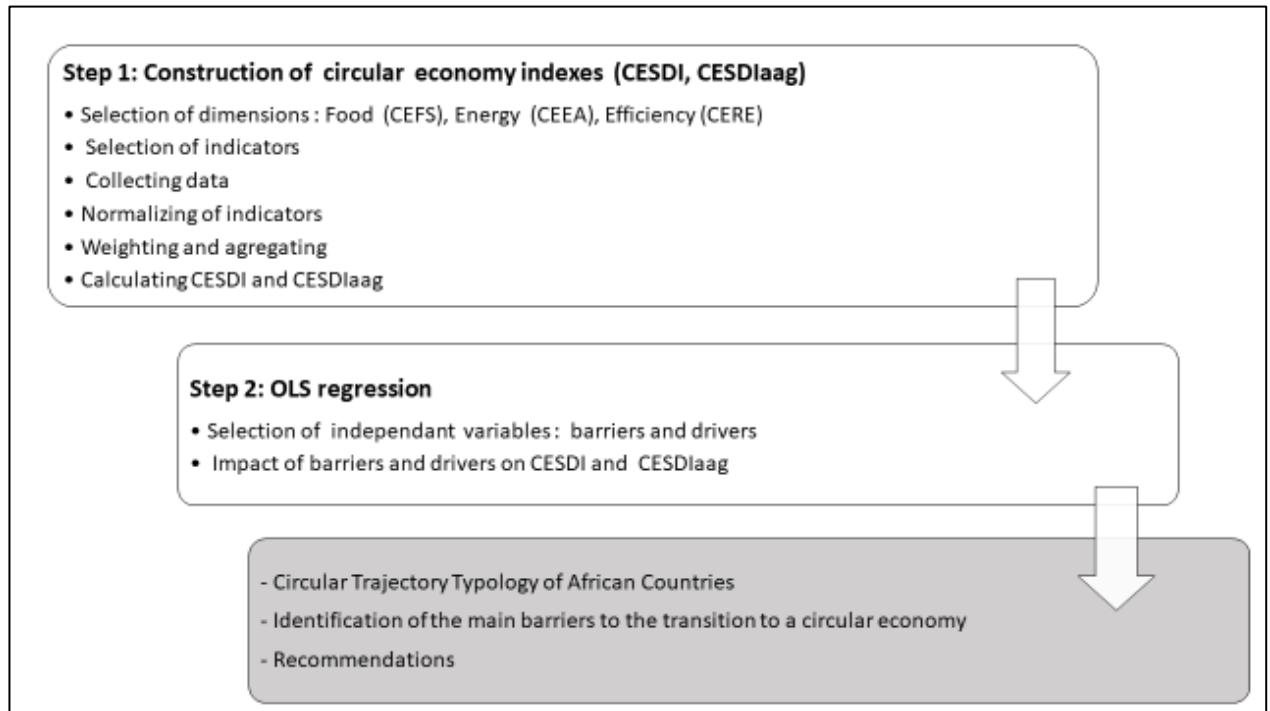 Step 1: Construction of circular economy indexes (CESDI, CESDIaag)
• Selection of dimensions : Food (CEFS), Energy (CEEA), Efficiency (CERE)
• Selection of indicators
• Collecting data
• Normalizing of indicators
• Weighting and agregating
• Calculating CESDI and CESDIaag
Step 2: OLS regression
• Selection of independant variables : barriers and drivers
• Impact of barriers and drivers on CESDI and CESDIaag
- Circular Trajectory Typology of African Countries
- Identification of the main barriers to the transition to a circular economy
- Recommendations